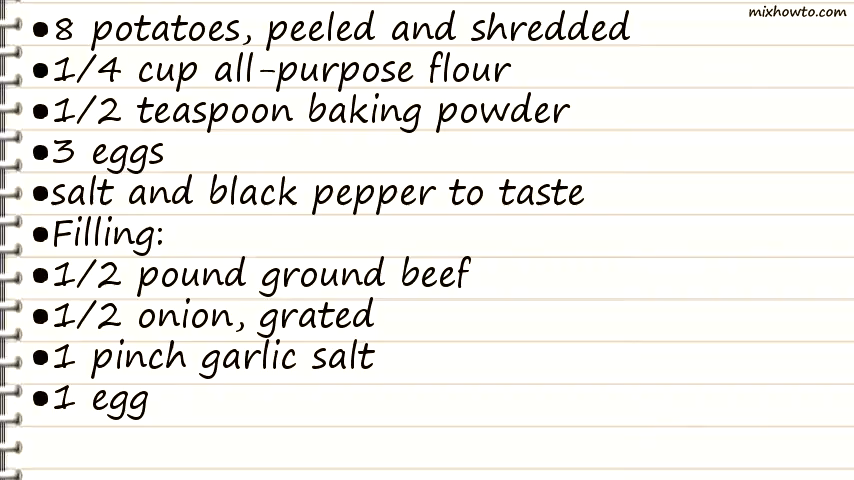 mixhowto.com
•8 potatoes, peeled and shredded
•1/4 cup all-purpose flour
•1/2 teaspoon baking powder
•3 eggs
•salt and black pepper to taste
•Filling:
•1/2 pound ground beef
•1/2 onion, grated
•1 pinch garlic salt
•1 egg